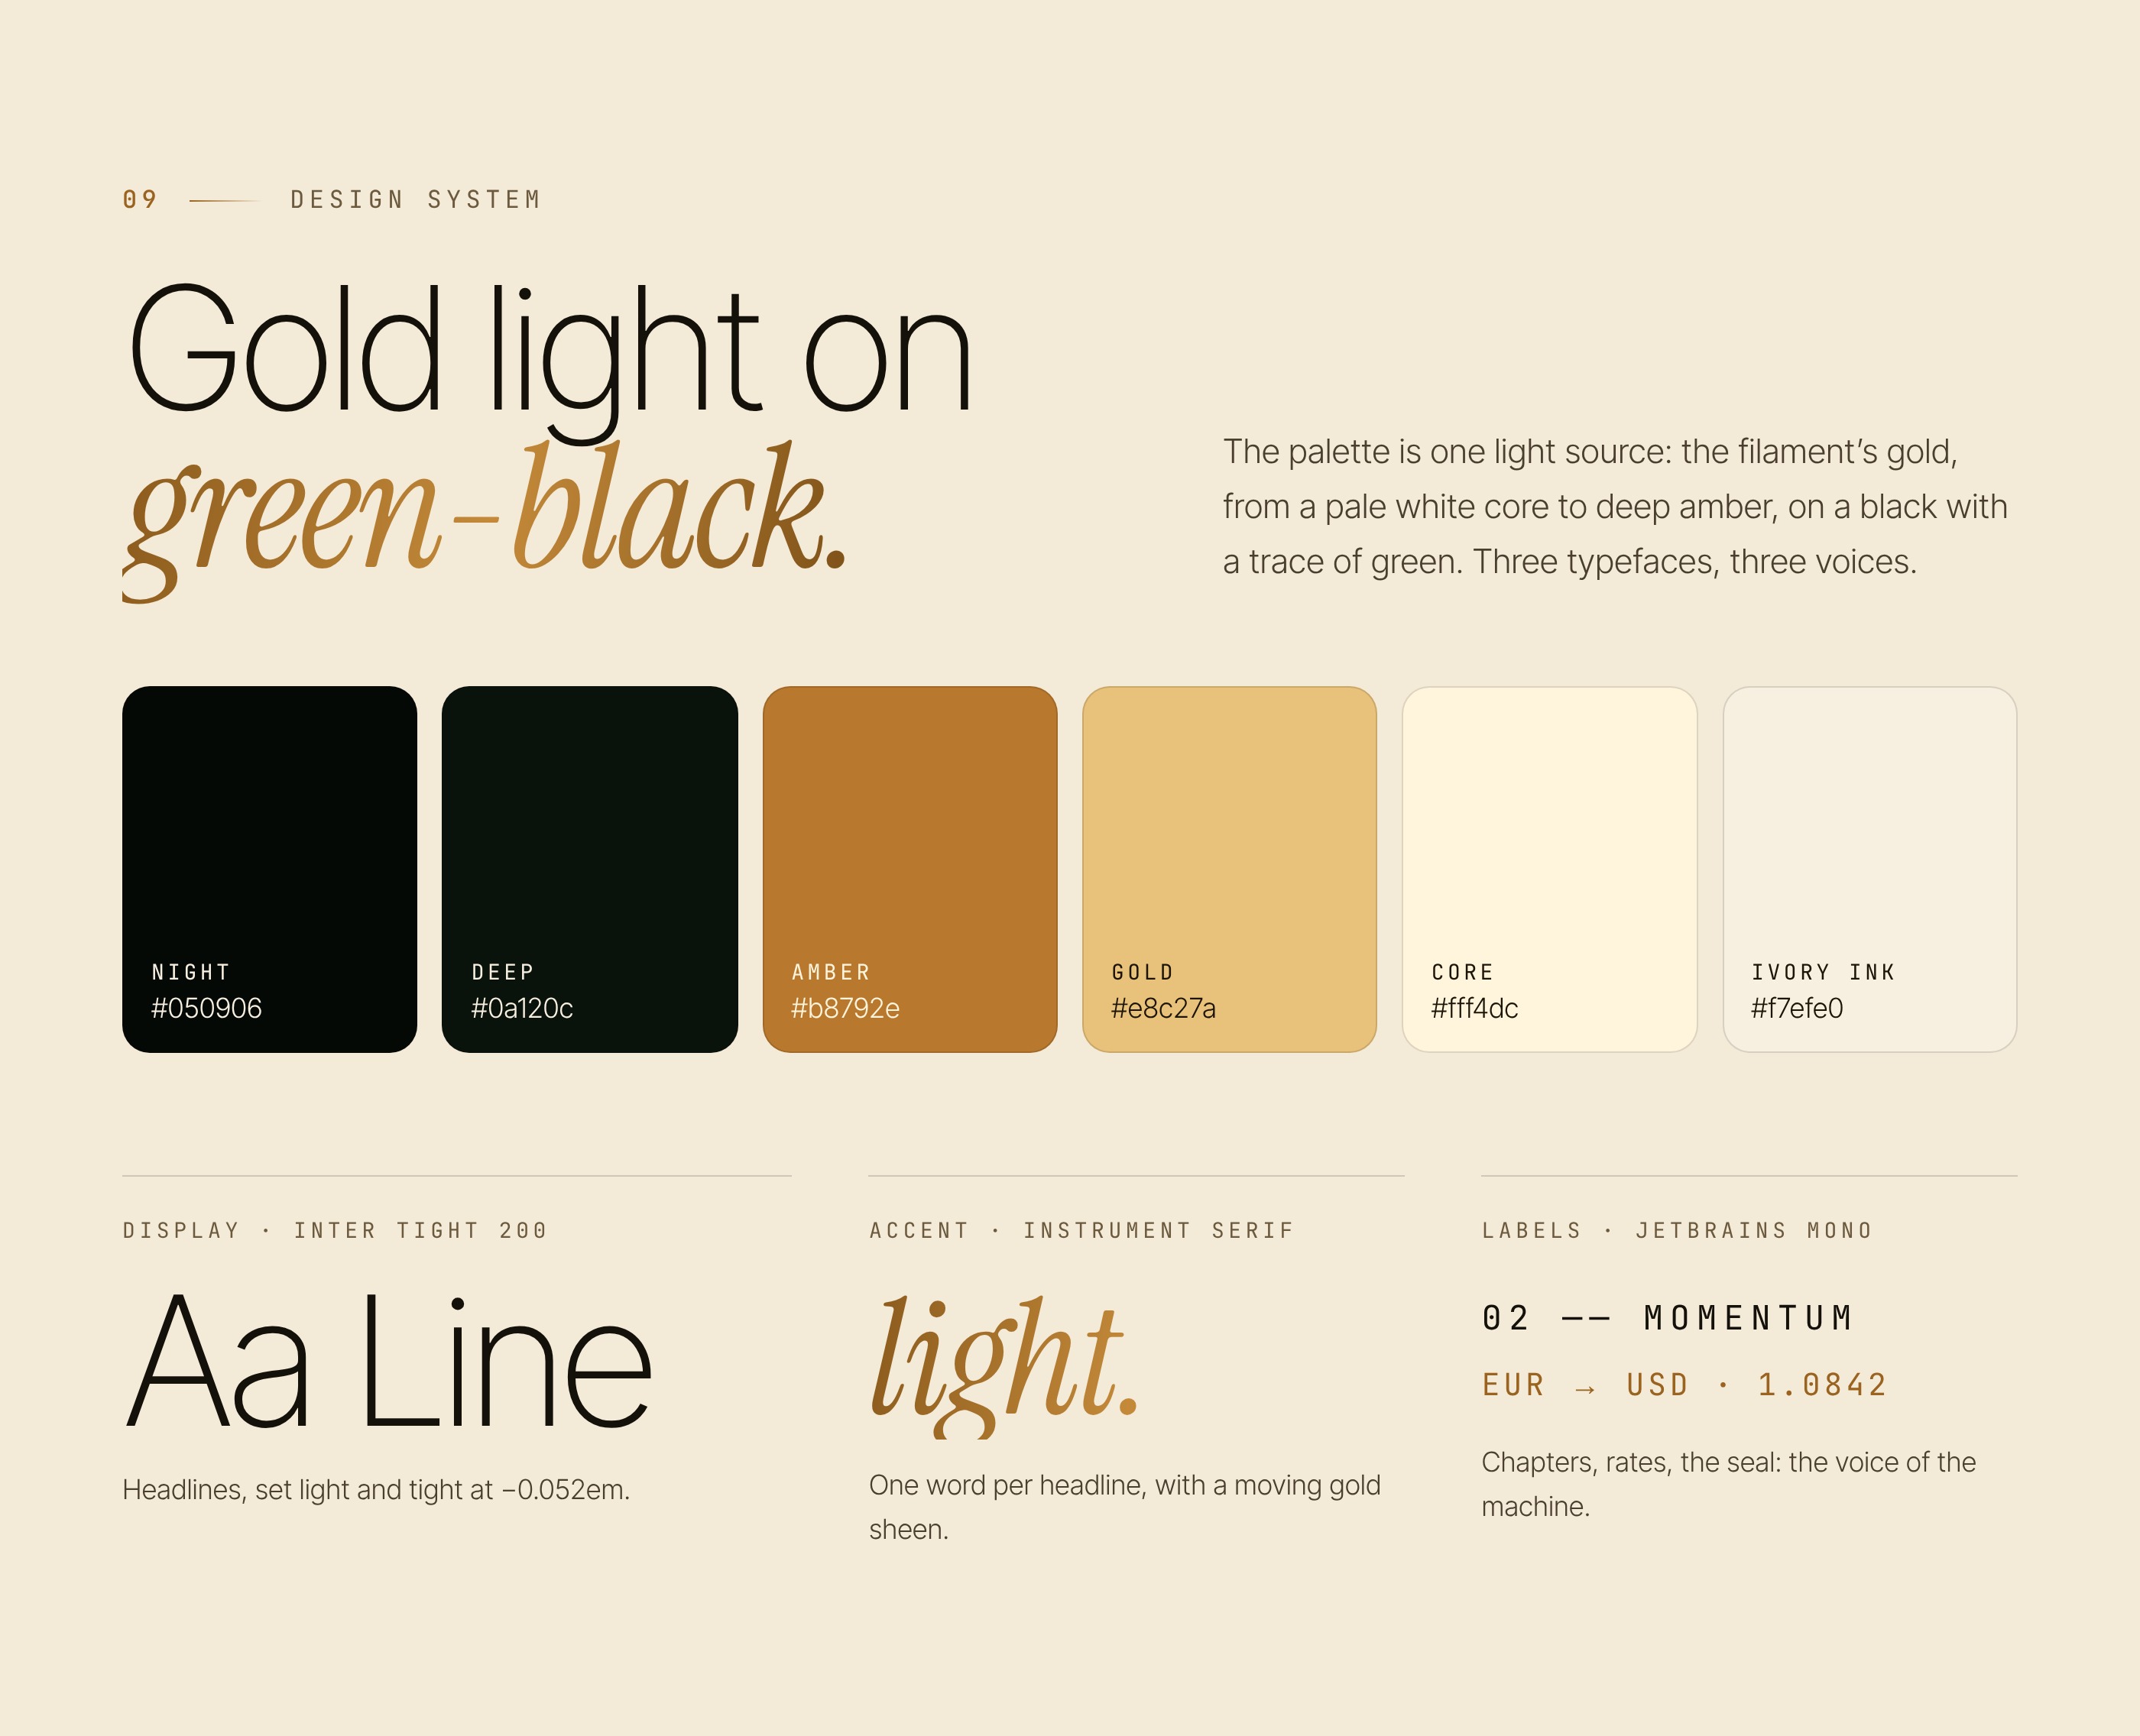 09 DESIGN SYSTEM
Gold light on
green-black.
The palette is one light source: the filament’s gold,
from a pale white core to deep amber, on a black with
a trace of green. Three typefaces, three voices.
NIGHT
#050906
DEEP
#0a120c
AMBER
#b8792e
GOLD
#e8c27a
CORE
#fff4dc
IVORY INK
#f7efe0
DISPLAY · INTER TIGHT 200
Aa Line
Headlines, set light and tight at −0.052em.
ACCENT · INSTRUMENT SERIF
light.
One word per headline, with a moving gold
sheen.
LABELS · JETBRAINS MONO
02 —— MOMENTUM
EUR → USD · 1.0842
Chapters, rates, the seal: the voice of the
machine.